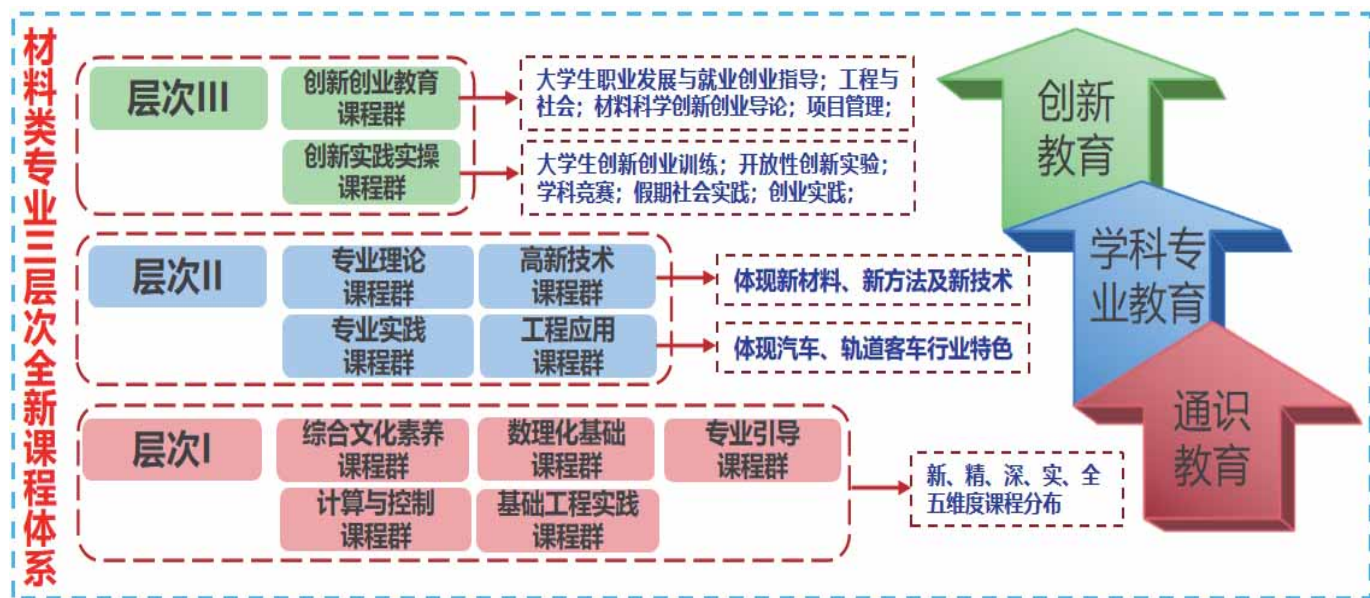 材料类专业三层次全新课程体系
层次III
创新创业教育
课程群
大学生职业发展与就业创业指导；工程与
社会；材料科学创新创业导论；项目管理；
创新实践实操
课程群
大学生创新创业训练；开放性创新实验；
学科竞赛；假期社会实践；创业实践；
层次II
专业理论
课程群
高新技术
课程群
体现新材料、新方法及新技术
专业实践
课程群
工程应用
课程群
体现汽车、轨道客车行业特色
层次I
综合文化素养
课程群
数理化基础
课程群
专业引导
课程群
计算与控制
课程群
基础工程实践
课程群
新、精、深、实、全
五维度课程分布
创新
教育
学科专
业教育
通识
教育